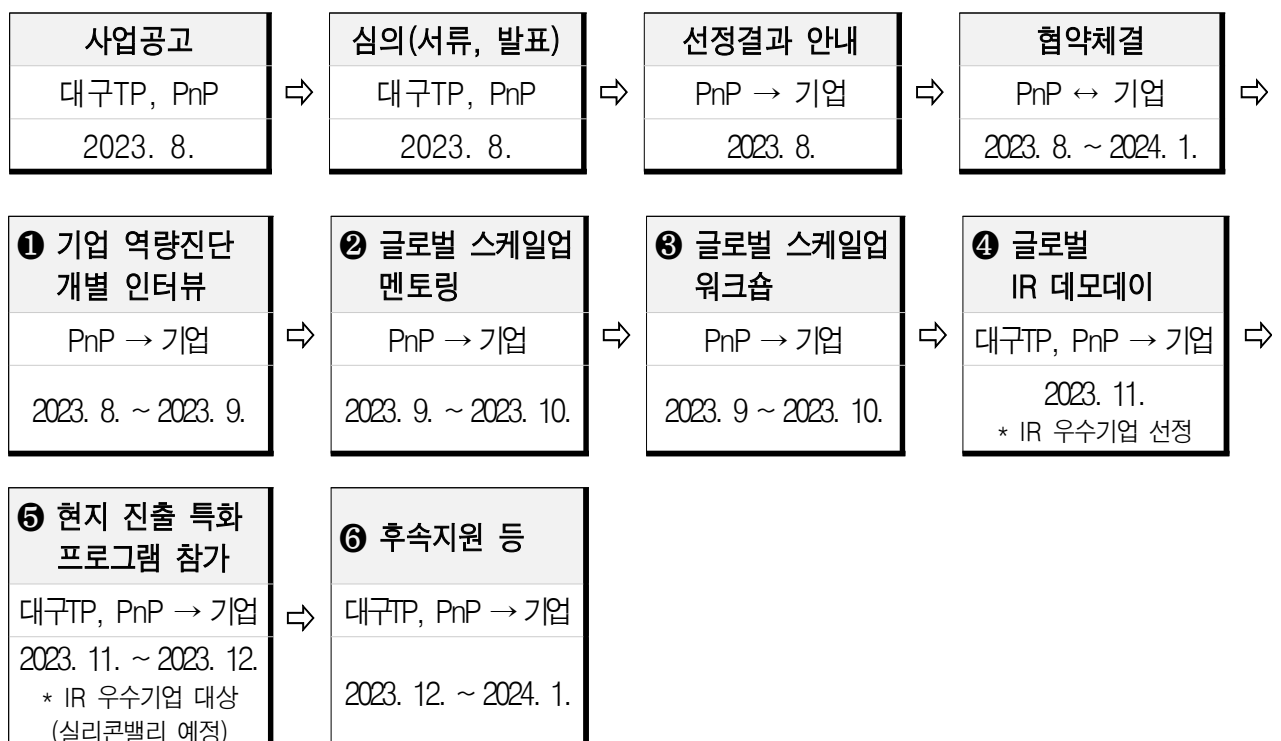 사업공고
대구TP, PnP
2023. 8.
⇨
심의(서류, 발표)
대구TP, PnP
2023. 8.
⇨
선정결과 안내
PnP → 기업
2023. 8.
⇨
협약체결
PnP ↔ 기업
2023. 8. ~ 2024. 1.
⇨
❶ 기업 역량진단
개별 인터뷰
PnP → 기업
2023. 8. ~ 2023. 9.
⇨
❷ 글로벌 스케일업
멘토링
PnP → 기업
2023. 9. ~ 2023. 10.
⇨
❸ 글로벌 스케일업
워크숍
PnP → 기업
2023. 9 ~ 2023. 10.
⇨
❹ 글로벌
IR 데모데이
대구TP, PnP → 기업
2023. 11.
* IR 우수기업 선정
⇨
❺ 현지 진출 특화
프로그램 참가
대구TP, PnP → 기업
2023. 11. ~ 2023. 12.
* IR 우수기업 대상
(실리콘밸리 예정)
⇨
❻ 후속지원 등
대구TP, PnP → 기업
2023. 12. ~ 2024. 1.